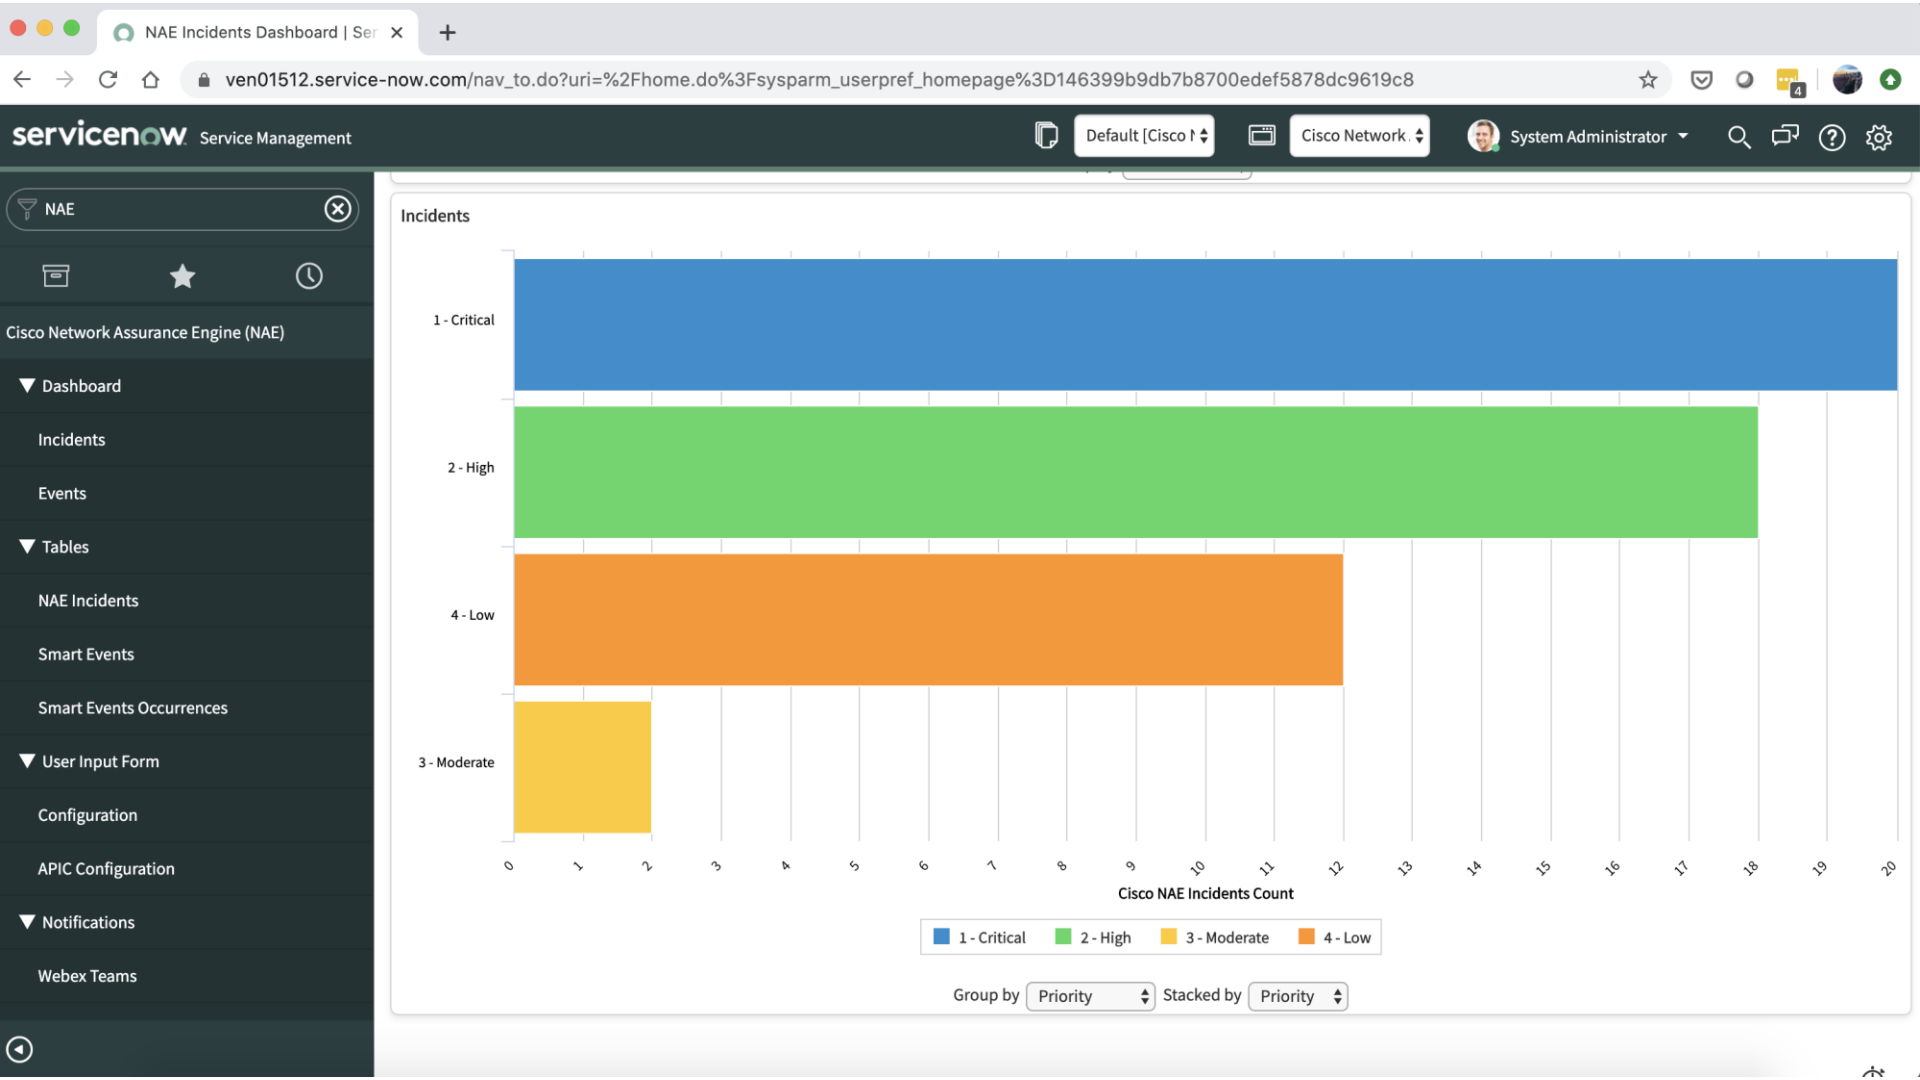 NAE Incidents Dashboard | Ser
ven01512.service-now.com/nav_to.do?uri=%2Fhome.do%3Fsysparm_userpref_homepage%3D146399b9db7b8700edef5878dc9619c8
4
servicenow Service Management
Default [Cisco N
Cisco Network
System Administrator
NAE
Cisco Network Assurance Engine (NAE)
Dashboard
Incidents
Events
Tables
NAE Incidents
Smart Events
Smart Events Occurrences
User Input Form
Configuration
APIC Configuration
Notifications
Webex Teams
Incidents
1 - Critical
2 - High
4 - Low
3 - Moderate
0 1 2 3 4 5 6 7 8 9 10 11 12 13 14 15 16 17 18 19 20
Cisco NAE Incidents Count
1 - Critical 2 - High 3 - Moderate 4 - Low
Group by Priority Stacked by Priority